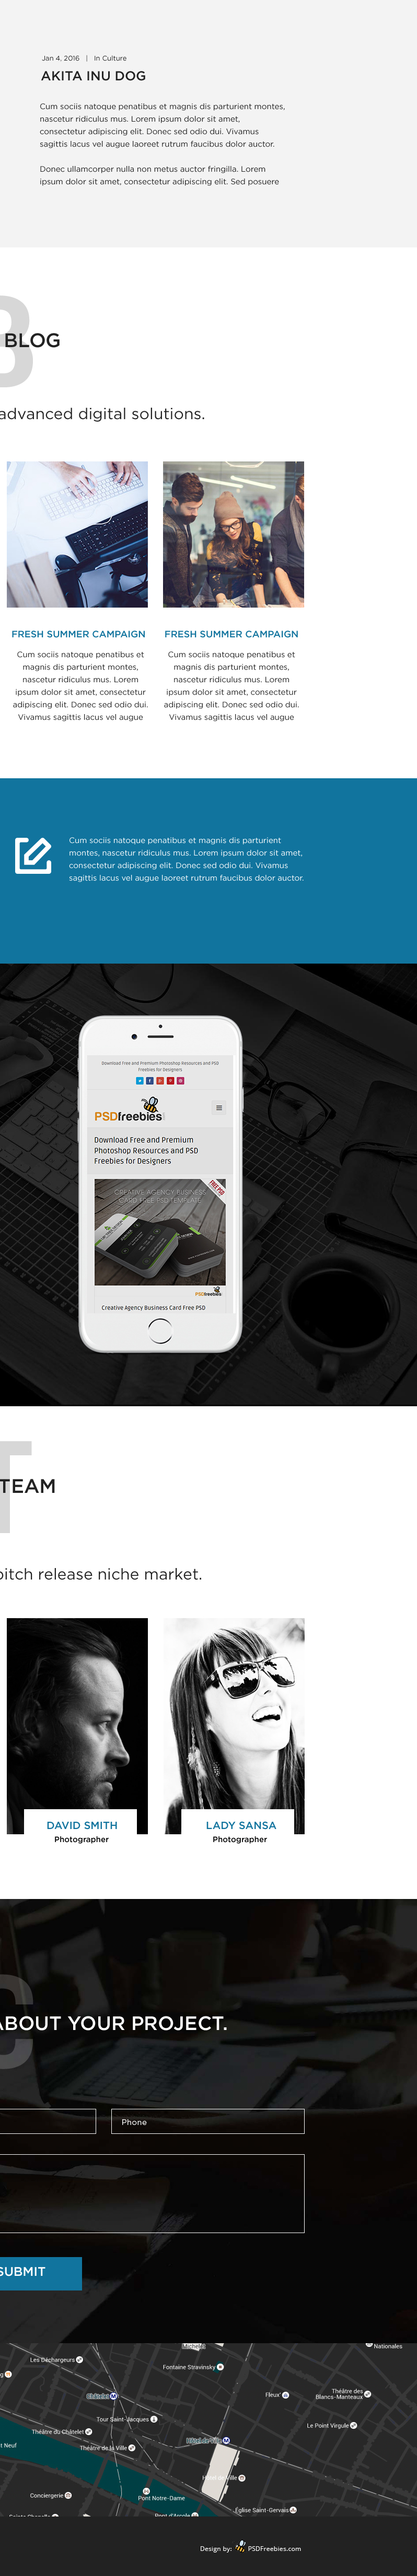 Jan 4, 2016 | In Culture
AKITA INU DOG
Cum sociis natoque penatibus et magnis dis parturient montes,
nascetur ridiculus mus. Lorem ipsum dolor sit amet,
consectetur adipiscing elit. Donec sed odio dui. Vivamus
sagittis lacus vel augue laoreet rutrum faucibus dolor auctor.
Donec ullamcorper nulla non metus auctor fringilla. Lorem
ipsum dolor sit amet, consectetur adipiscing elit. Sed posuere
B
BLOG
advanced digital solutions.
FRESH SUMMER CAMPAIGN
Cum sociis natoque penatibus et
magnis dis parturient montes,
nascetur ridiculus mus. Lorem
ipsum dolor sit amet, consectetur
adipiscing elit. Donec sed odio dui.
Vivamus sagittis lacus vel augue
FRESH SUMMER CAMPAIGN
Cum sociis natoque penatibus et
magnis dis parturient montes,
nascetur ridiculus mus. Lorem
ipsum dolor sit amet, consectetur
adipiscing elit. Donec sed odio dui.
Vivamus sagittis lacus vel augue
Cum sociis natoque penatibus et magnis dis parturient
montes, nascetur ridiculus mus. Lorem ipsum dolor sit amet,
consectetur adipiscing elit. Donec sed odio dui. Vivamus
sagittis lacus vel augue laoreet rutrum faucibus dolor auctor.
Download Free and Premium Photoshop Resources and PSD
Freebies for Designers
PSDfreebies
Download Free and Premium
Photoshop Resources and PSD
Freebies for Designers
FREE PSD
CREATIVE AGENCY BUSINESS
CARD FREE PSD TEMPLATE
PSDfreebies
Creative Agency Business Card Free PSD
T
TEAM
pitch release niche market.
DAVID SMITH
Photographer
LADY SANSA
Photographer
C
ABOUT YOUR PROJECT.
Phone
SUBMIT
Michelet
Nationales
Les Déchargeurs
Fontaine Stravinsky
g
Châtelet
Fleux'
Théâtre des
Blancs-Manteaux
Tour Saint-Jacques
Le Point Virgule
Théâtre du Châtelet
Hôtel de Ville
t Neuf
Théâtre de la Ville
Hôtel de Ville
Conciergerie
Pont Notre-Dame
Église Saint-Gervais
Sainte Chapelle
Pont d'Arcole
Design by: PSDFreebies.com